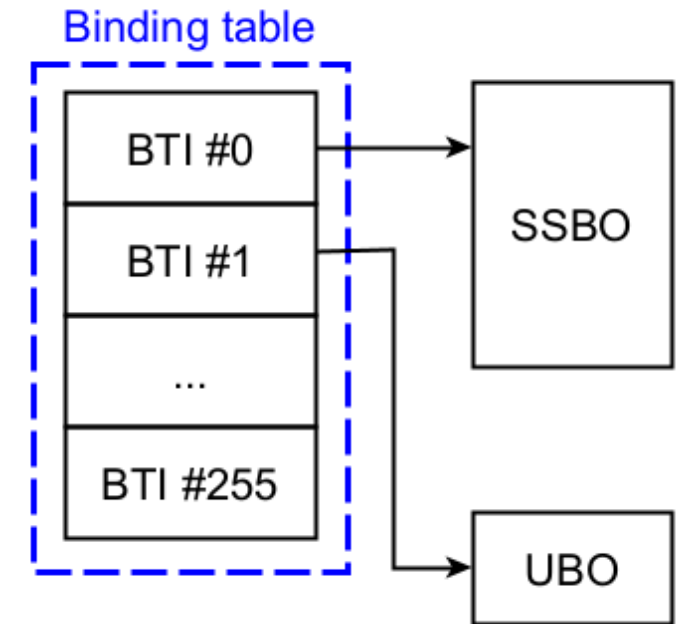 Binding table
BTI #0
BTI #1
...
BTI #255
SSBO
UBO